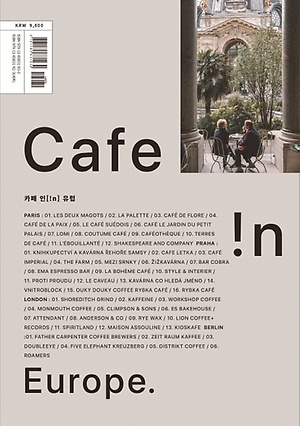 KRW 9,800
Cafe
카페 인[!n] 유럽
!n
PARIS : 01. LES DEUX MAGOTS / 02. LA PALETTE / 03. CAFÉ DE FLORE / 04.
CAFÉ DE LA PAIX / 05. LE CAFÉ SUÉDOIS / 06. CAFÉ LE JARDIN DU PETIT
PALAIS / 07. LOMI / 08. COUTUME CAFÉ / 09. CAFÉOTHÈQUE / 10. TERRES
DE CAFÉ / 11. L'ÉBOUILLANTÉ / 12. SHAKESPEARE AND COMPANY PRAHA :
01. KNIHKUPECTVÍ A KAVÁRNA ŘEHOŘE SAMSY / 02. CAFE LETKA / 03. CAFÉ
IMPERIAL / 04. THE FARM / 05. MEZI SRNKY / 06. ŽIŽKAVÁRNA / 07. BAR COBRA
/ 08. EMA ESPRESSO BAR / 09. LA BOHÈME CAFÉ / 10. STYLE & INTERIER /
11. PROTI PROUDU / 12. LE CAVEAU / 13. KAVÁRNA CO HLEDÁ JMÉNO / 14.
VNITROBLOCK / 15. OUKY DOUKY COFFEE RYBKA CAFÉ / 16. RYBKA CAFÉ
LONDON : 01. SHOREDITCH GRIND / 02. KAFFEINE / 03. WORKSHOP COFFEE
/ 04. MONMOUTH COFFEE / 05. CLIMPSON & SONS / 06. E5 BAKEHOUSE /
07. ATTENDANT / 08. ANDERSON & CO / 09. RYE WAX / 10. LION COFFEE+
RECORDS / 11. SPIRITLAND / 12. MAISON ASSOULINE / 13. KIOSKAFE BERLIN
:01. FATHER CARPENTER COFFEE BREWERS / 02. ZEIT RAUM KAFFEE / 03.
DOUBLEEYE / 04. FIVE ELEPHANT KREUZBERG / 05. DISTRIKT COFFEE / 06.
ROAMERS
Europe.